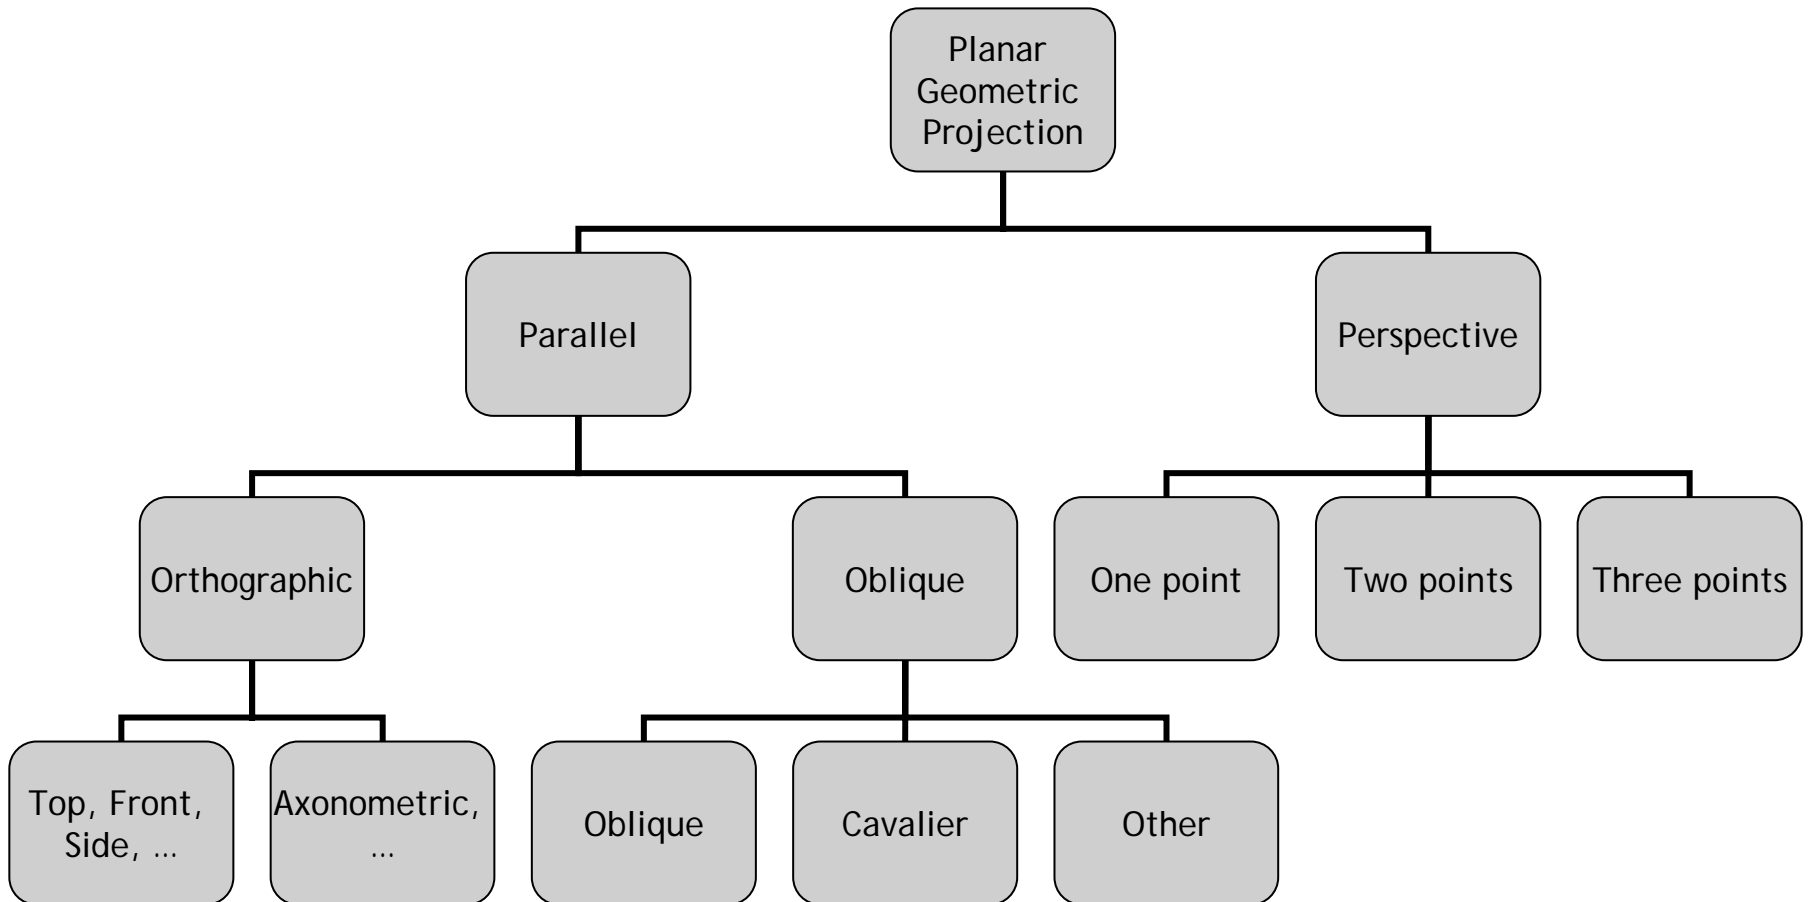 Planar
Geometric
Projection
Parallel
Perspective
Orthographic
Oblique
One point
Two points
Three points
Top, Front,
Side, ...
Axonometric,
...
Oblique
Cavalier
Other